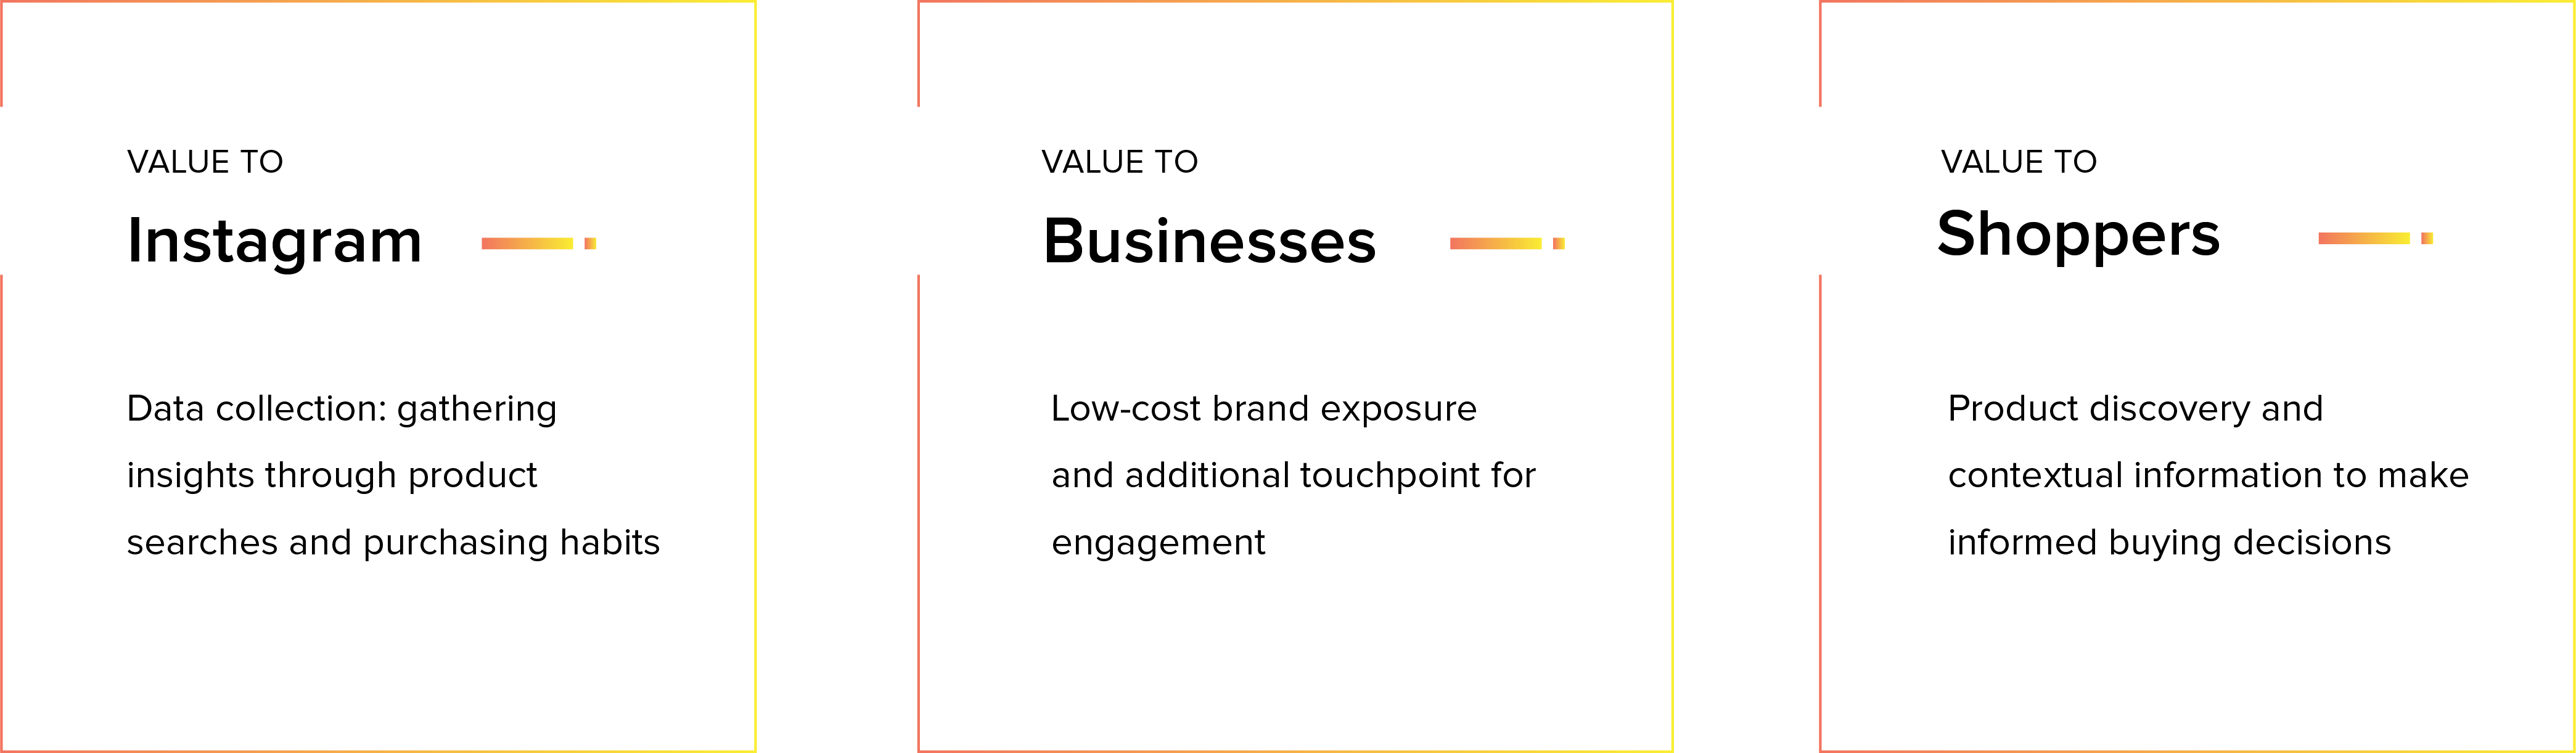 VALUE TO
Instagram
Data collection: gathering
insights through product
searches and purchasing habits
VALUE TO
Businesses
Low-cost brand exposure
and additional touchpoint for
engagement
VALUE TO
Shoppers
Product discovery and
contextual information to make
informed buying decisions